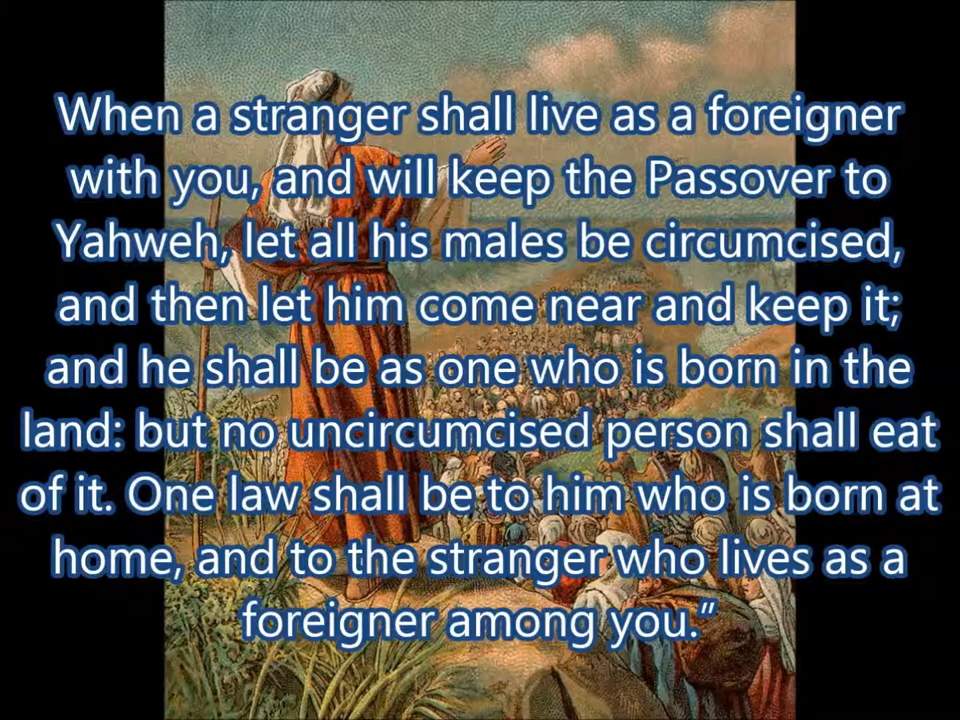 When a stranger shall live as a foreigner
with you, and will keep the Passover to
Yahweh, let all his males be circumcised,
and then let him come near and keep it;
and he shall be as one who is born in the
land: but no uncircumcised person shall eat
of it. One law shall be to him who is born at
home, and to the stranger who lives as a
foreigner among you.”